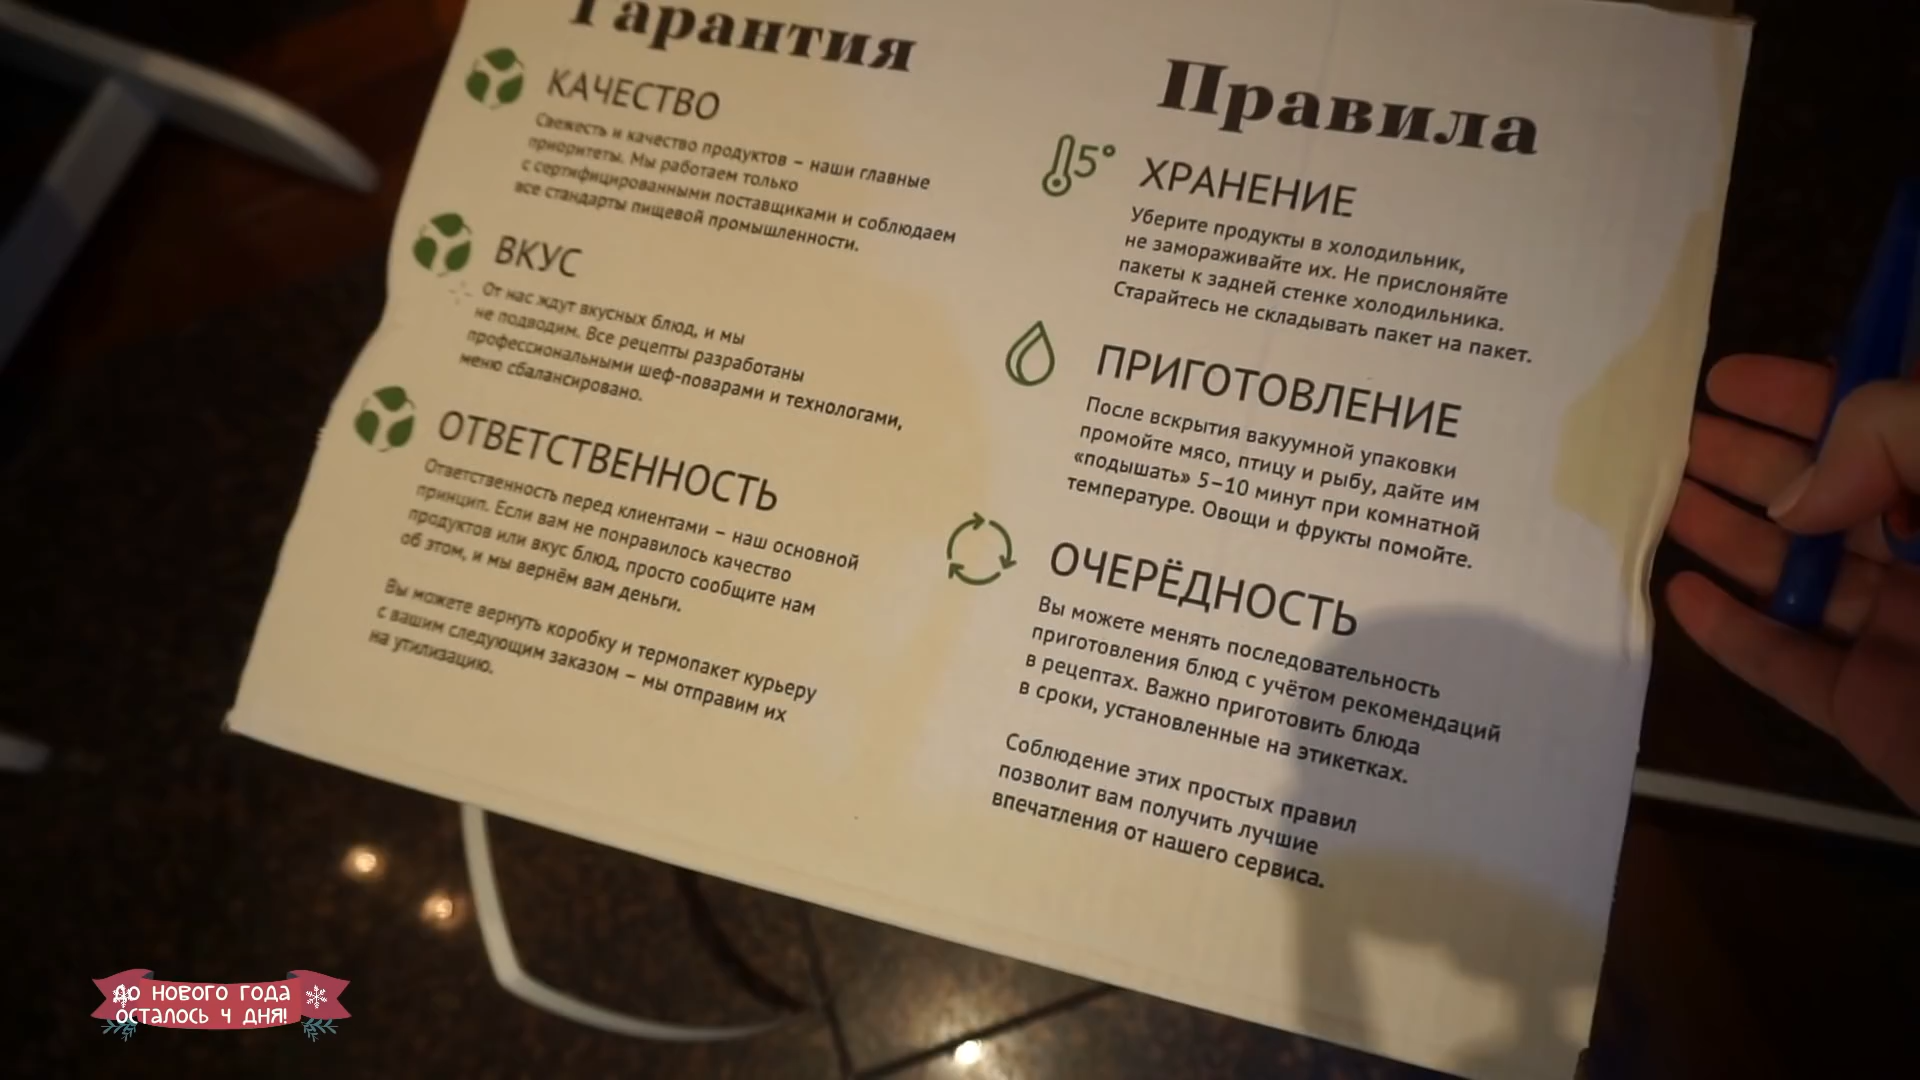 Гарантия
КАЧЕСТВО
Свежесть и качество продуктов – наши главные
приоритеты. Мы работаем только
с сертифицированными поставщиками и соблюдаем
все стандарты пищевой промышленности.
ВКУС
От нас ждут вкусных блюд, и мы
не подводим. Все рецепты разработаны
профессиональными шеф-поварами и технологами,
меню сбалансировано.
ОТВЕТСТВЕННОСТЬ
Ответственность перед клиентами – наш основной
принцип. Если вам не понравилось качество
продуктов или вкус блюд, просто сообщите нам
об этом, и мы вернём вам деньги.
Вы можете вернуть коробку и термопакет курьеру
с вашим следующим заказом – мы отправим их
на утилизацию.
Правила
5°
ХРАНЕНИЕ
Уберите продукты в холодильник,
не замораживайте их. Не прислоняйте
пакеты к задней стенке холодильника.
Старайтесь не складывать пакет на пакет.
ПРИГОТОВЛЕНИЕ
После вскрытия вакуумной упаковки
промойте мясо, птицу и рыбу, дайте им
«подышать» 5–10 минут при комнатной
температуре. Овощи и фрукты помойте.
ОЧЕРЁДНОСТЬ
Вы можете менять последовательность
приготовления блюд с учётом рекомендаций
в рецептах. Важно приготовить блюда
в сроки, установленные на этикетках.
Соблюдение этих простых правил
позволит вам получить лучшие
впечатления от нашего сервиса.
до нового года
осталось 4 дня!